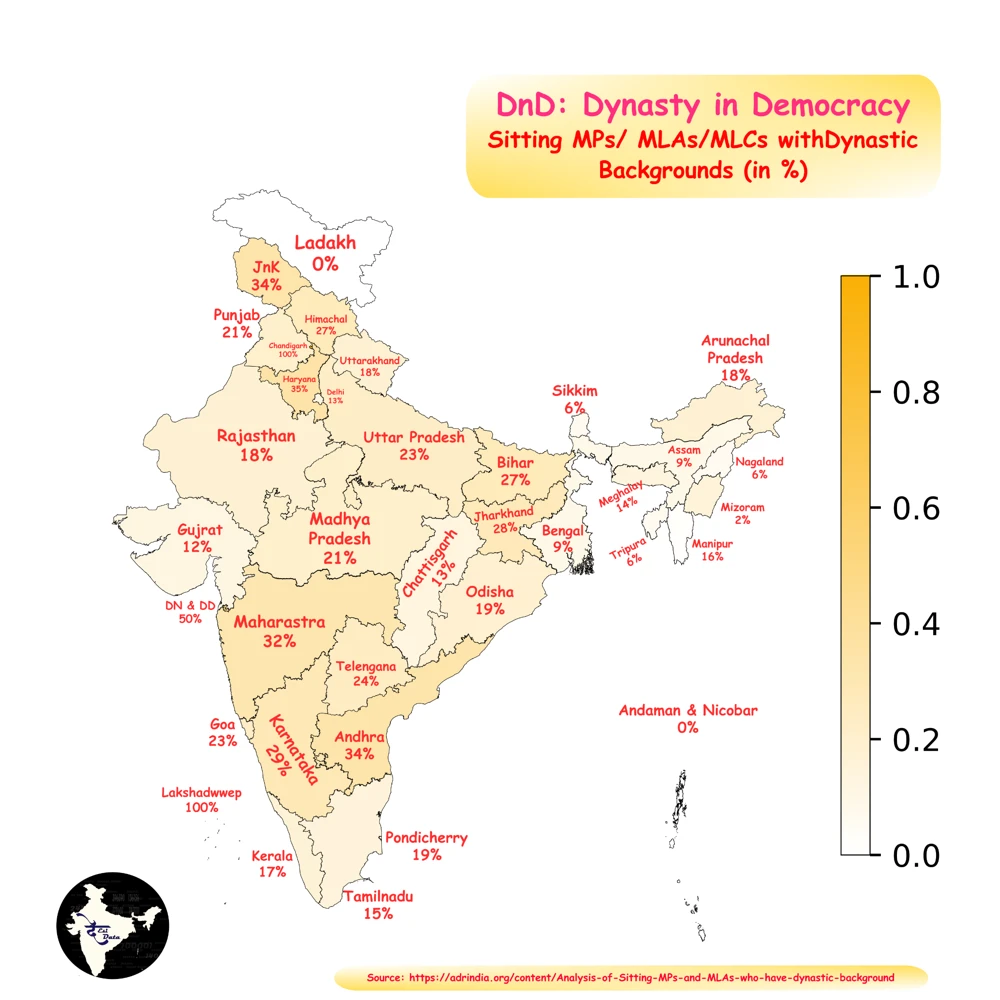 DnD: Dynasty in Democracy
Sitting MPs/ MLAs/MLCs withDynastic
Backgrounds (in %)
Ladakh
0%
JnK
34%
Punjab
21%
Himachal
27%
Chandigarh
100%
Uttarakhand
18%
Haryana
35%
Delhi
13%
Arunachal
Pradesh
18%
Sikkim
6%
Rajasthan
18%
Uttar Pradesh
23%
Bihar
27%
Assam
9%
Nagaland
6%
Meghalay
14%
Mizoram
2%
Manipur
16%
Tripura
6%
Gujrat
12%
Madhya
Pradesh
21%
Jharkhand
28%
Bengal
9%
Chattisgarh
13%
Odisha
19%
DN & DD
50%
Maharastra
32%
Telengana
24%
Goa
23%
Karnataka
29%
Andhra
34%
Andaman & Nicobar
0%
Lakshadwwep
100%
Pondicherry
19%
Kerala
17%
Tamilnadu
15%
1.0
0.8
0.6
0.4
0.2
0.0
Data
Source: https://adrindia.org/content/Analysis-of-Sitting-MPs-and-MLAs-who-have-dynastic-background